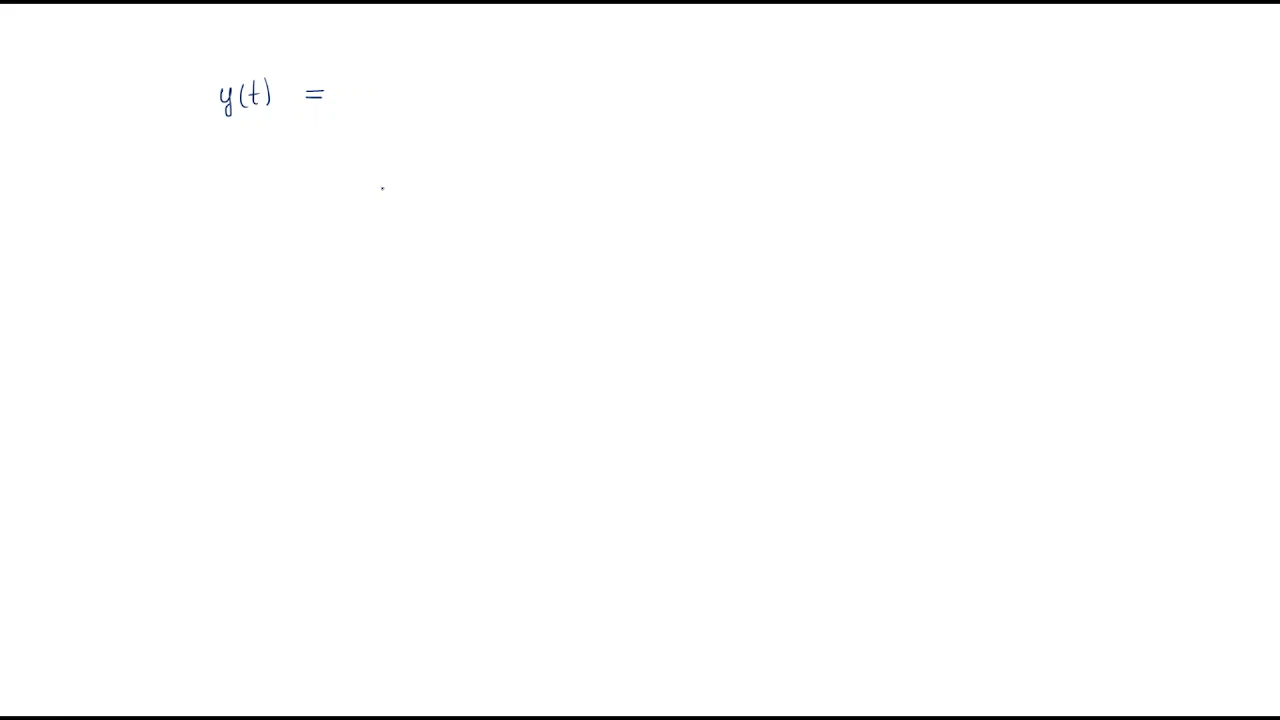 y(t) =